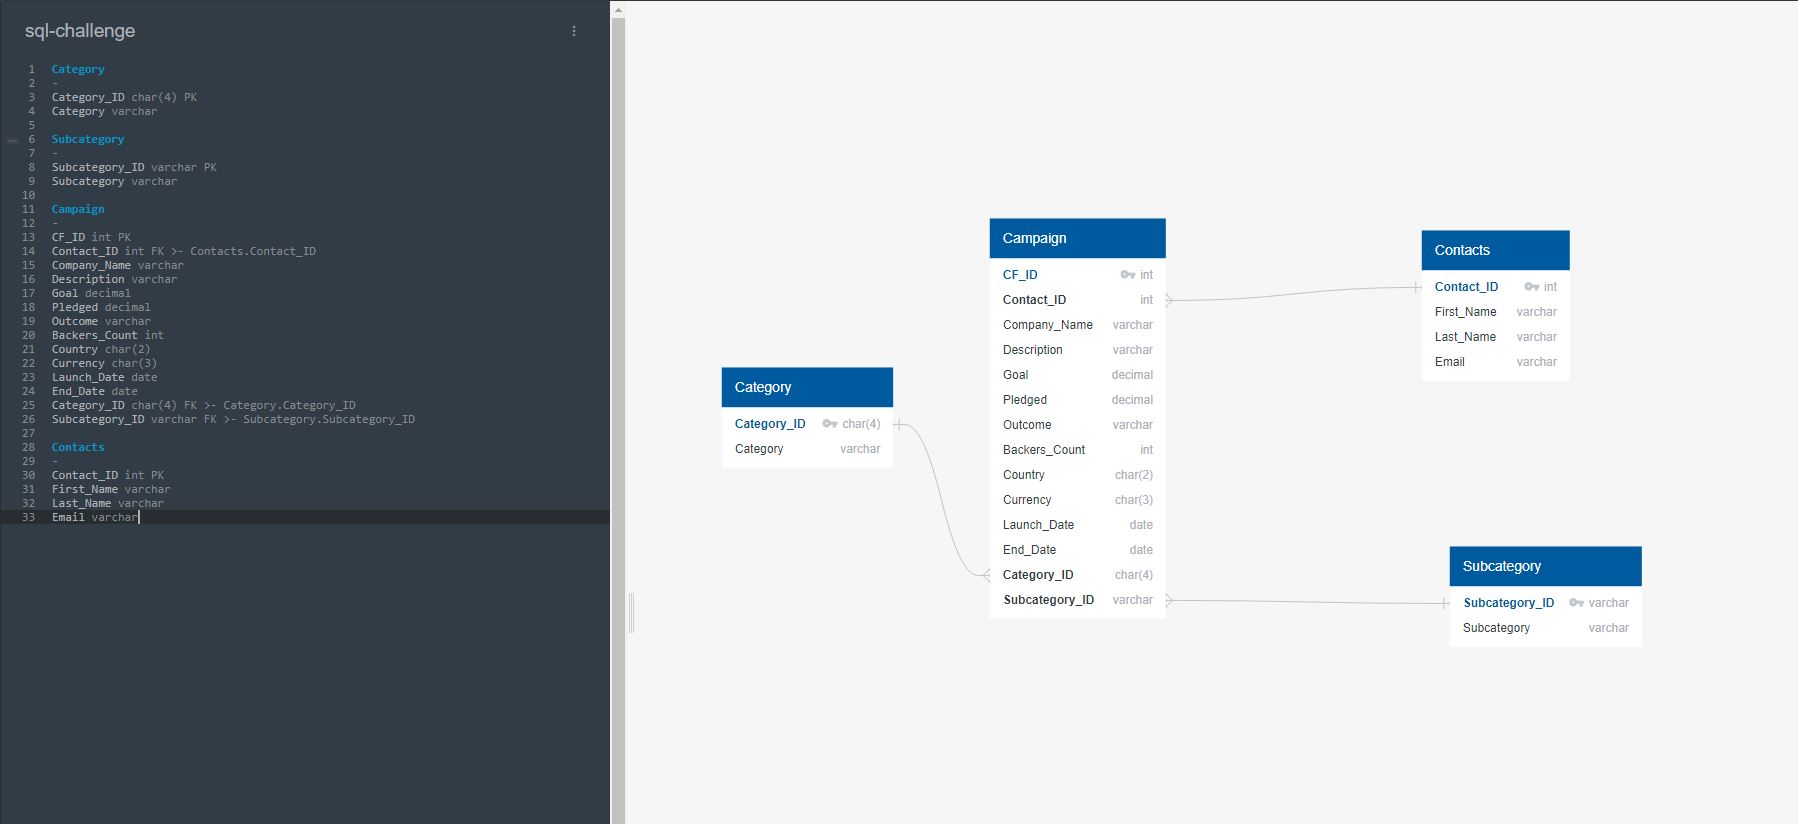 sql-challenge
1 Category
2 -
3 Category_ID char(4) PK
4 Category varchar
5
6 Subcategory
7 -
8 Subcategory_ID varchar PK
9 Subcategory varchar
10
11 Campaign
12 -
13 CF_ID int PK
14 Contact_ID int FK >- Contacts.Contact_ID
15 Company_Name varchar
16 Description varchar
17 Goal decimal
18 Pledged decimal
19 Outcome varchar
20 Backers_Count int
21 Country char(2)
22 Currency char(3)
23 Launch_Date date
24 End_Date date
25 Category_ID char(4) FK >- Category.Category_ID
26 Subcategory_ID varchar FK >- Subcategory.Subcategory_ID
27
28 Contacts
29 -
30 Contact_ID int PK
31 First_Name varchar
32 Last_Name varchar
33 Email varchar
Category
Category_ID char(4)
Category varchar
Campaign
CF_ID int
Contact_ID int
Company_Name varchar
Description varchar
Goal decimal
Pledged decimal
Outcome varchar
Backers_Count int
Country char(2)
Currency char(3)
Launch_Date date
End_Date date
Category_ID char(4)
Subcategory_ID varchar
Contacts
Contact_ID int
First_Name varchar
Last_Name varchar
Email varchar
Subcategory
Subcategory_ID varchar
Subcategory varchar